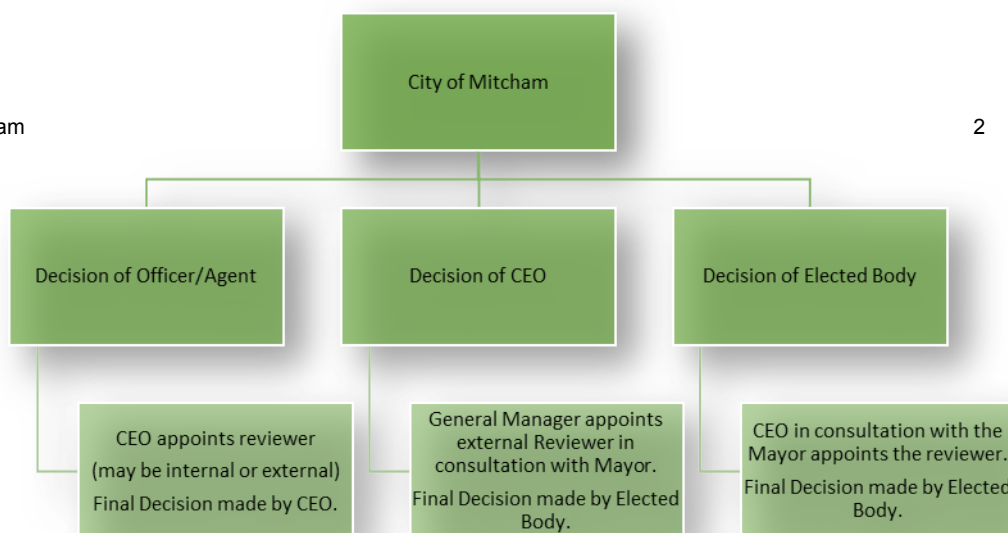 City of Mitcham
am
2
Decision of Officer/Agent
Decision of CEO
Decision of Elected Body
CEO appoints reviewer
(may be internal or external)
Final Decision made by CEO.
General Manager appoints
external Reviewer in
consultation with Mayor.
Final Decision made by Elected
Body.
CEO in consultation with the
Mayor appoints the reviewer.
Final Decision made by Elected
Body.